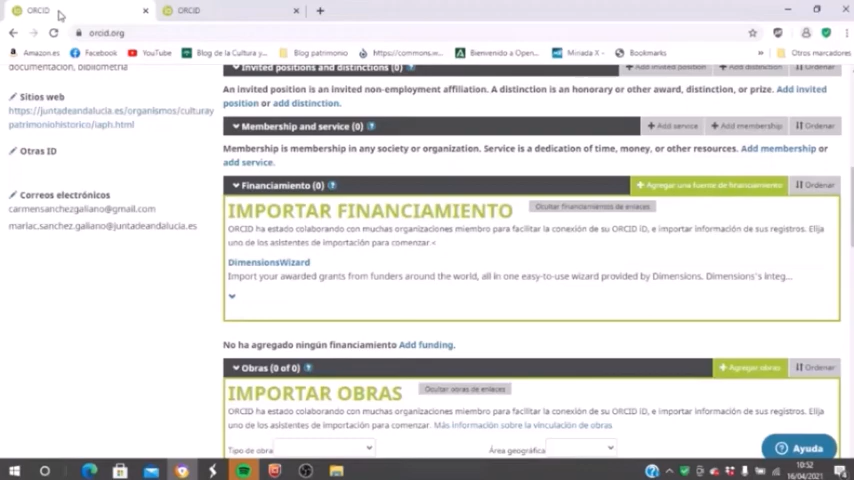 ORCID
ORCID
orcid.org
Amazon.es
Facebook
YouTube
Blog de la Cultura y...
Blog patrimonio
https://commons.w...
Bienvenido a Open...
Mirada X -
Bookmarks
Otros marcadores
documentación, bibliometría
Sitios web
https://juntadeandalucia.es/organismos/culturay
patrimoniohistorico/iaph.html
Otras ID
Correos electrónicos
carmensanchezgaliano@gmail.com
mariac.sanchez.galiano@juntadeandalucia.es
Invited positions and distinctions (0)
Add invited position
Add distinction
Ordenar
An invited position is an invited non-employment affiliation. A distinction is an honorary or other award, distinction, or prize. Add invited
position or add distinction.
Membership and service (0)
Add service
Add membership
Ordenar
Membership is membership in any society or organization. Service is a dedication of time, money, or other resources. Add membership or
add service.
Financiamiento (0)
Agregar una fuente de financiamiento
Ordenar
IMPORTAR FINANCIAMIENTO
Ocultar financiamientos de enlaces
ORCID ha estado colaborando con muchas organizaciones miembro para facilitar la conexión de su ORCID iD, e importar información de sus registros. Elija
uno de los asistentes de importación para comenzar.<
DimensionsWizard
Import your awarded grants from funders around the world, all in one easy-to-use wizard provided by Dimensions. Dimensions's integ...
No ha agregado ningún financiamiento Add funding.
Obras (0 of 0)
Agregar obras
Ordenar
IMPORTAR OBRAS
Ocultar obras de enlaces
ORCID ha estado colaborando con muchas organizaciones miembro para facilitar la conexión de su ORCID iD, e importar información de sus registros. Elija
uno de los asistentes de importación para comenzar. Más información sobre la vinculación de obras
Tipo de obra
Área geográfica
Ayuda
10:52
16/04/2021